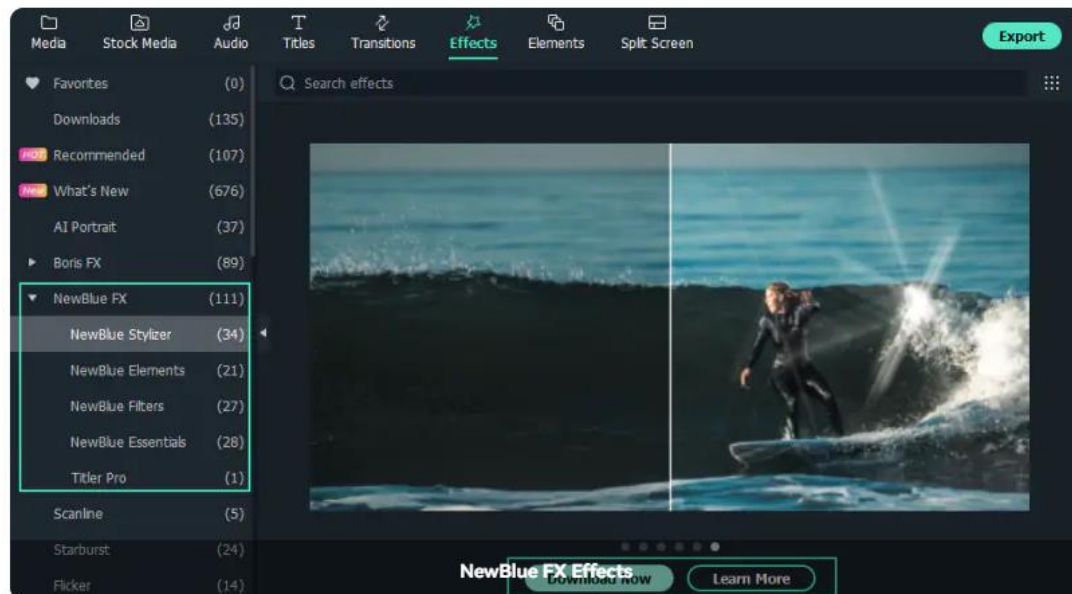 Media Stock Media Audio Titles Transitions Effects Elements Split Screen Export
Favorites (0) Search effects
Downloads (135)
HOT Recommended (107)
New What's New (676)
AI Portrait (37)
Boris FX (89)
NewBlue FX (111)
NewBlue Stylizer (34)
NewBlue Elements (21)
NewBlue Filters (27)
NewBlue Essentials (28)
Titler Pro (1)
Scanline (5)
Starburst (24)
Flicker (14)
NewBlue FX Effects
Download Now Learn More